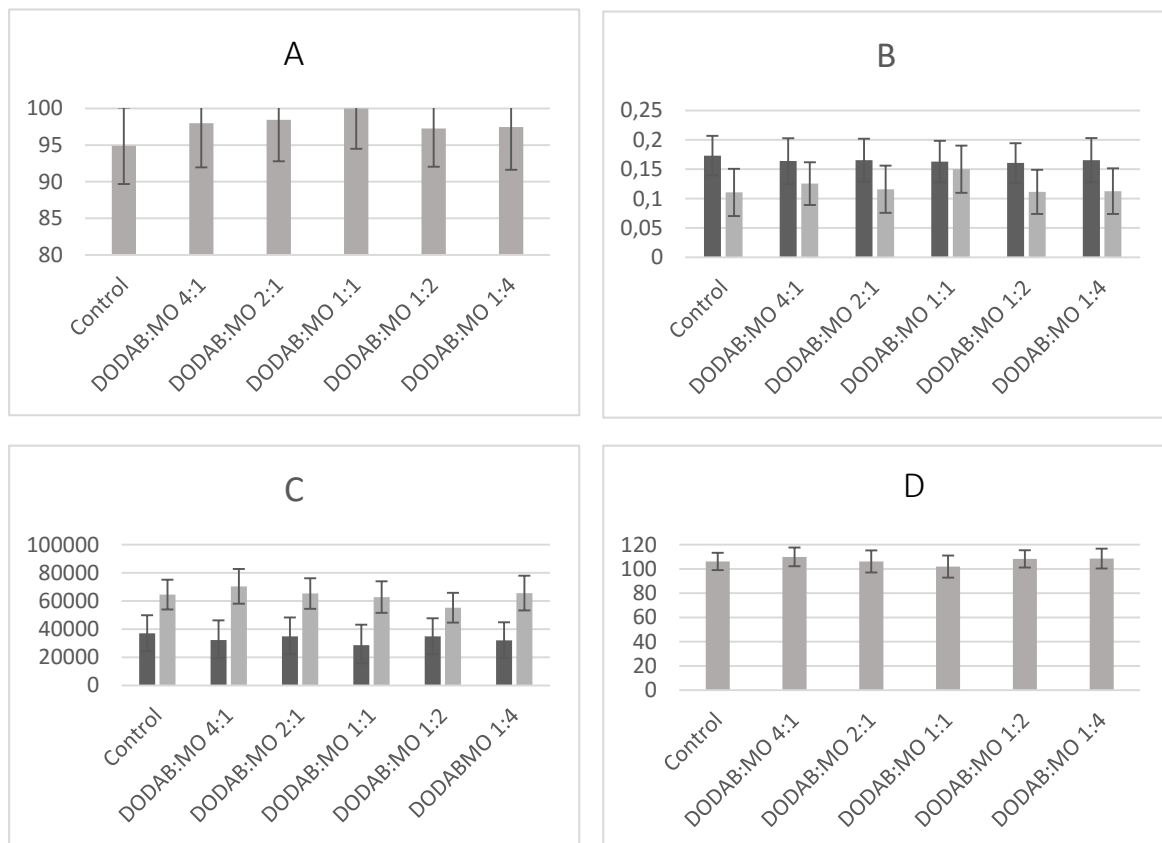 A
100
95
90
85
80
Control
DODAB:MO 4:1
DODAB:MO 2:1
DODAB:MO 1:1
DODAB:MO 1:2
DODAB:MO 1:4
B
0,25
0,2
0,15
0,1
0,05
0
Control
DODAB:MO 4:1
DODAB:MO 2:1
DODAB:MO 1:1
DODAB:MO 1:2
DODAB:MO 1:4
C
100000
80000
60000
40000
20000
0
Control
DODAB:MO 4:1
DODAB:MO 2:1
DODAB:MO 1:1
DODAB:MO 1:2
DODABMO 1:4
D
120
100
80
60
40
20
0
Control
DODAB:MO 4:1
DODAB:MO 2:1
DODAB:MO 1:1
DODAB:MO 1:2
DODAB:MO 1:4